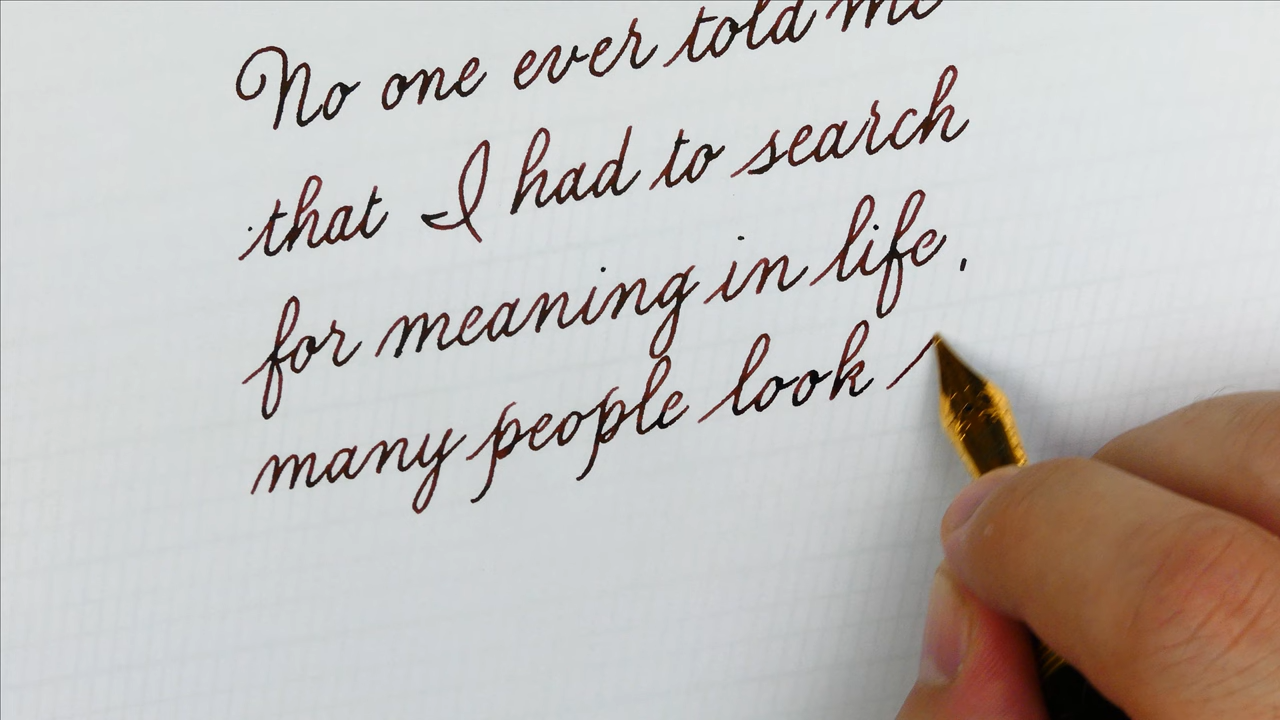 No one ever told me
that I had to search
for meaning in life,
many people look